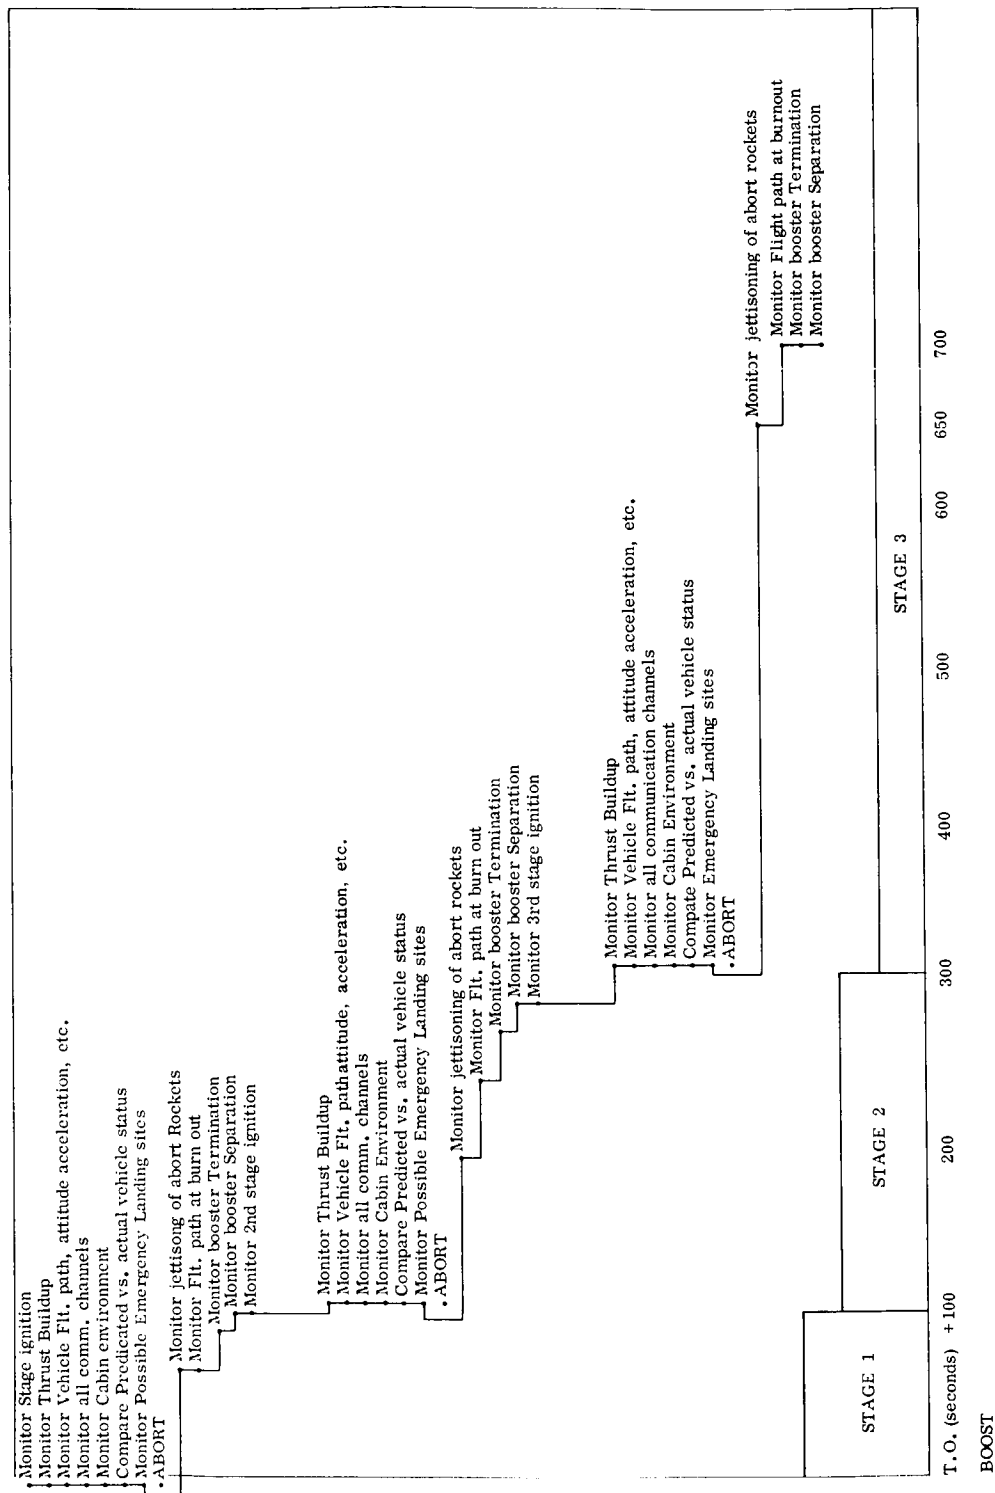 Monitor Stage ignition
Monitor Thrust Buildup
Monitor Vehicle Flt. path, attitude acceleration, etc.
Monitor all comm. channels
Monitor Cabin environment
Compare Predicated vs. actual vehicle status
Monitor Possible Emergency Landing sites
ABORT
Monitor jettisong of abort Rockets
Monitor Flt. path at burn out
Monitor booster Termination
Monitor booster Separation
Monitor 2nd stage ignition
Monitor Thrust Buildup
Monitor Vehicle Flt. path attitude, acceleration, etc.
Monitor all comm. channels
Monitor Cabin Environment
Compare Predicted vs. actual vehicle status
Monitor Possible Emergency Landing sites
ABORT
Monitor jettisoning of abort rockets
Monitor Flt. path at burn out
Monitor booster Termination
Monitor booster Separation
Monitor 3rd stage ignition
Monitor Thrust Buildup
Monitor Vehicle Flt. path, attitude acceleration, etc.
Monitor all communication channels
Monitor Cabin Environment
Compate Predicted vs. actual vehicle status
Monitor Emergency Landing sites
ABORT
Monitor jettisoning of abort rockets
Monitor Flight path at burnout
Monitor booster Termination
Monitor booster Separation
STAGE 1
STAGE 2
STAGE 3
T.O. (seconds) +100 200 300 400 500 600 650 700
BOOST